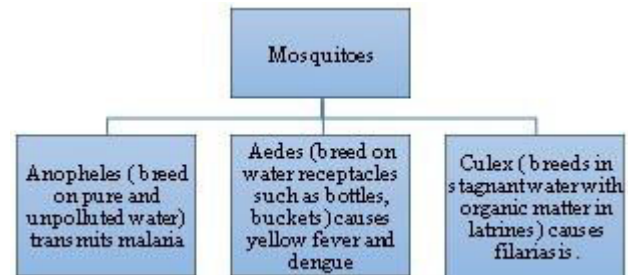 Mosquitoes
Anopheles (breed
on pure and
unpolluted water)
transmits malaria
Aedes (breed on
water receptacles
such as bottles,
buckets) causes
yellow fever and
dengue
Culex (breeds in
stagnant water with
organic matter in
latrines) causes
filariasis.